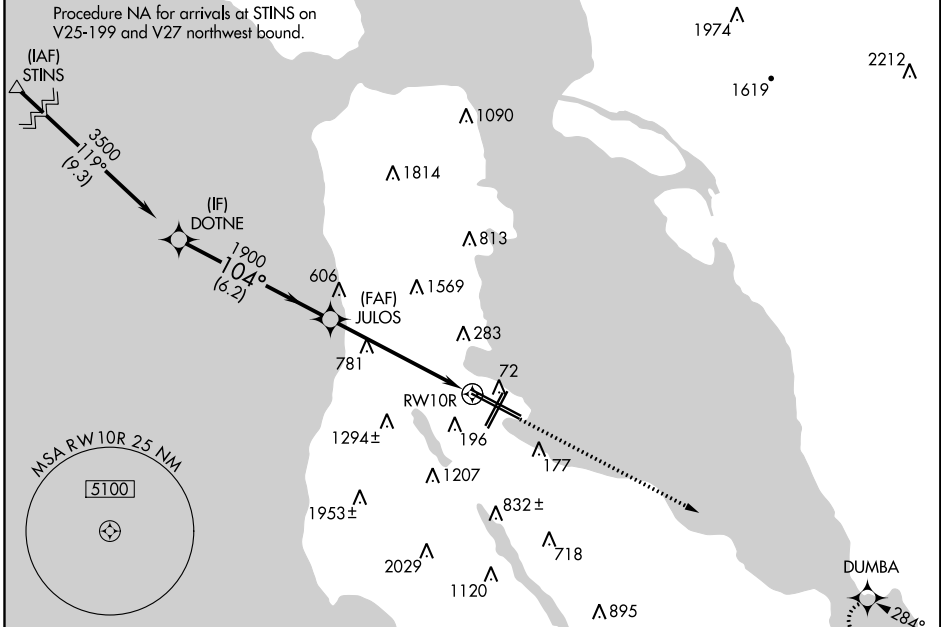 Procedure NA for arrivals at STINS on
V25-199 and V27 northwest bound.
(IAF)
STINS
3500
119°
(9.3)
(IF)
DOTNE
1900
104°
(6.2)
(FAF)
JULOS
RW10R
1974
2212
1619
1090
1814
813
606
1569
283
781
72
1294±
196
177
1207
1953±
832±
718
2029
1120
895
MSA RW 10R 25 NM
5100
DUMBA
284°